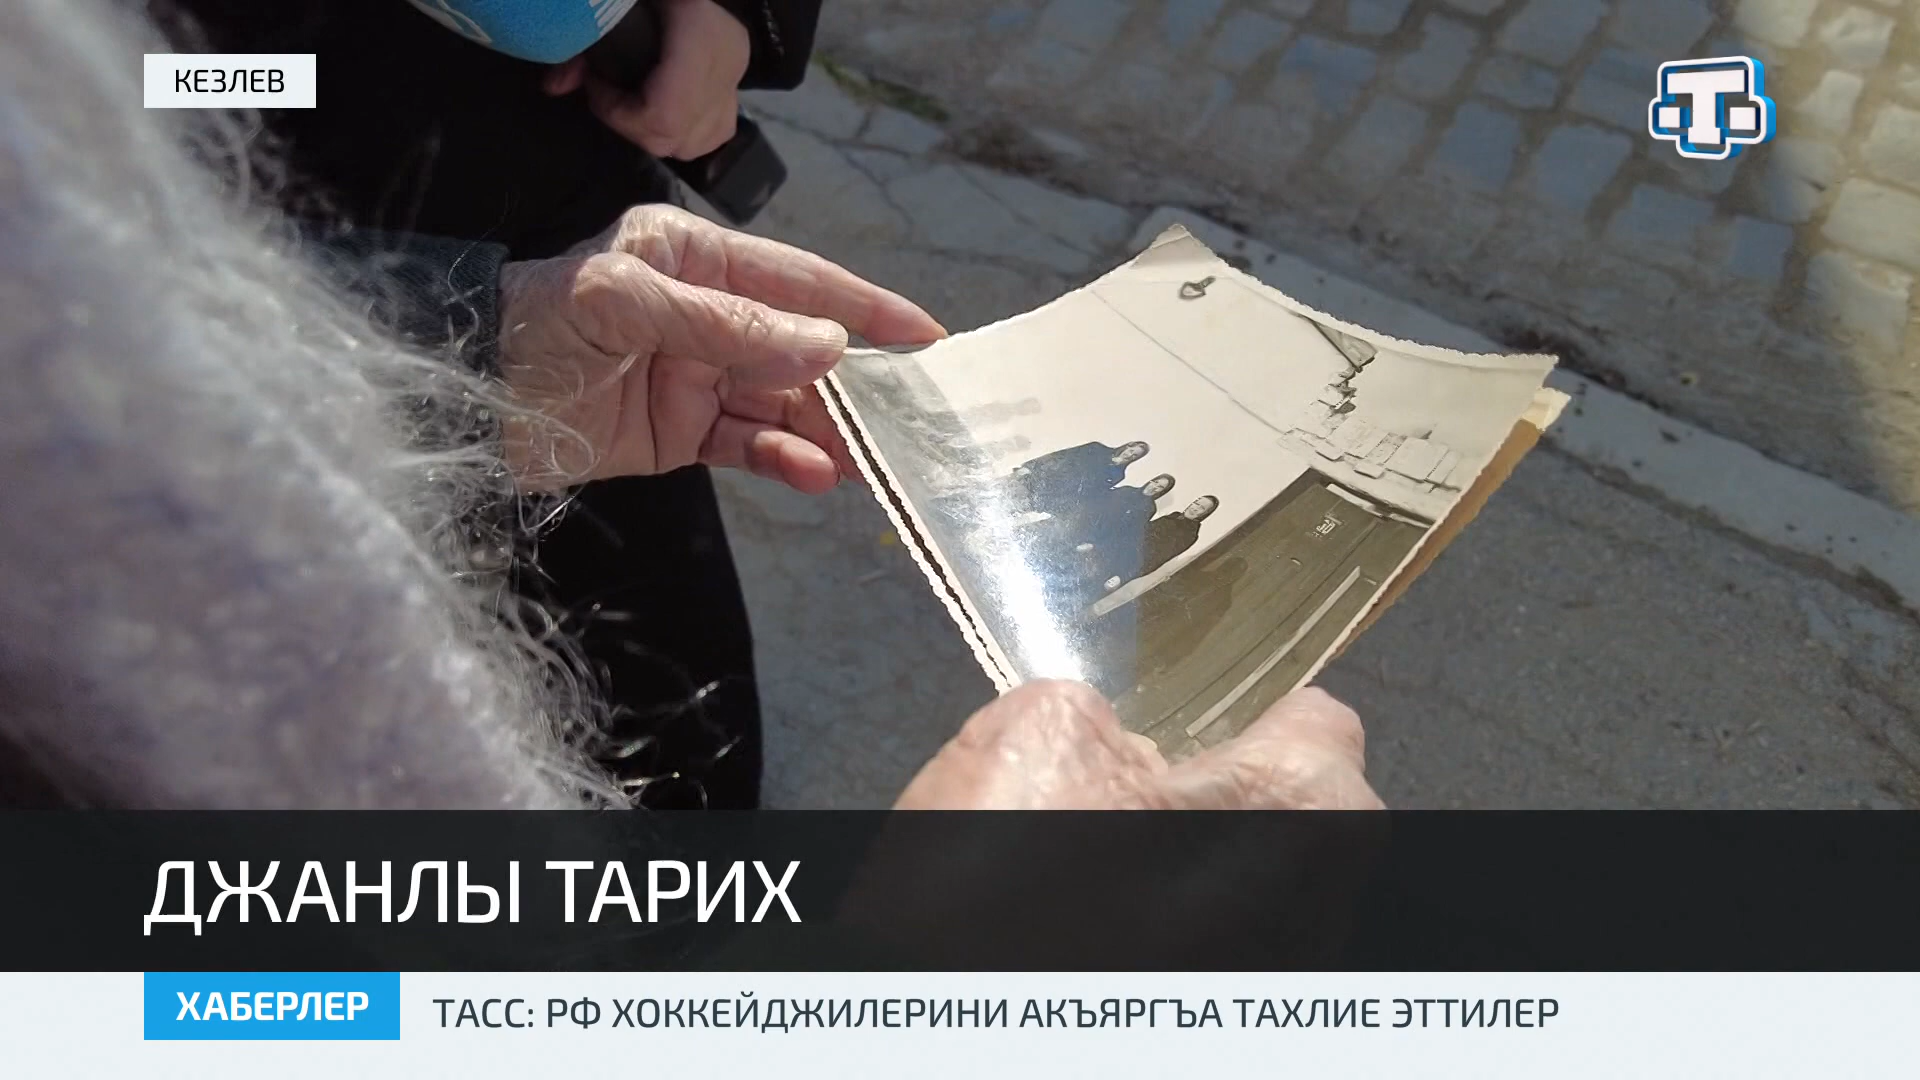 КЕЗЛЕВ
Т
ДЖАНЛЫ ТАРИХ
ХАБЕРЛЕР
ТАСС: РФ ХОККЕЙДЖИЛЕРИНИ АКЪЯРГЪА ТАХЛИЕ ЭТТИЛЕР